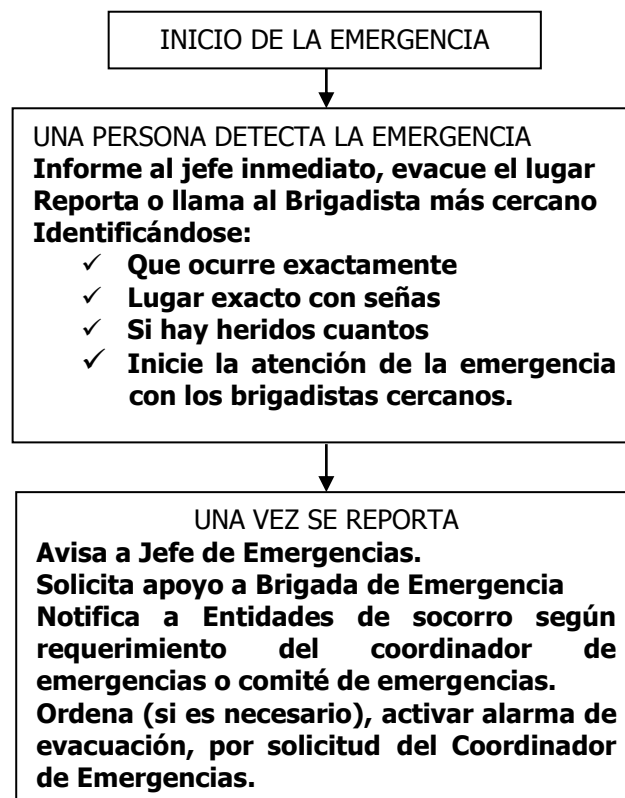 INICIO DE LA EMERGENCIA
UNA PERSONA DETECTA LA EMERGENCIA
Informe al jefe inmediato, evacue el lugar
Reporta o llama al Brigadista más cercano
Identificándose:
✓ Que ocurre exactamente
✓ Lugar exacto con señas
✓ Si hay heridos cuantos
✓ Inicie la atención de la emergencia
con los brigadistas cercanos.
UNA VEZ SE REPORTA
Avisa a Jefe de Emergencias.
Solicita apoyo a Brigada de Emergencia
Notifica a Entidades de socorro según
requerimiento del coordinador de
emergencias o comité de emergencias.
Ordena (si es necesario), activar alarma de
evacuación, por solicitud del Coordinador
de Emergencias.